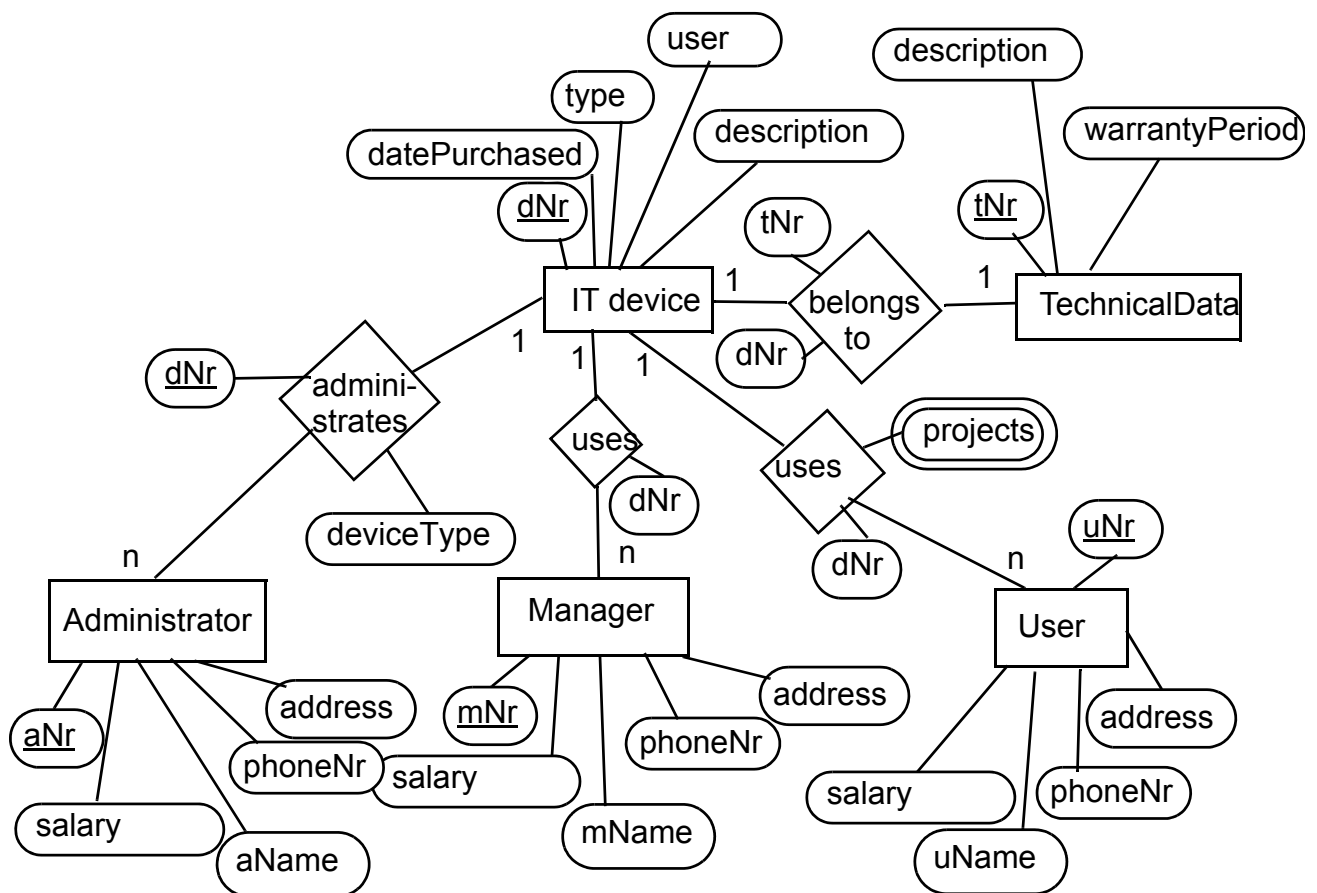 user
description
type
description
warrantyPeriod
datePurchased
dNr
tNr
tNr
IT device
1
1
TechnicalData
belongs
to
1
1
1
dNr
dNr
admini-
strates
projects
uses
uses
dNr
deviceType
uNr
n
n
n
dNr
Administrator
Manager
User
address
mNr
address
address
aNr
phoneNr
phoneNr
salary
salary
phoneNr
salary
mName
aName
uName